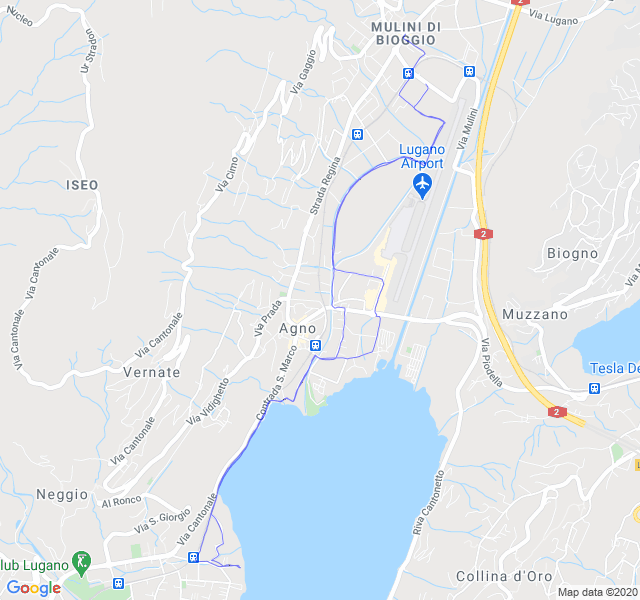 Nucleo
Ur Stradon
2
Via Lugano
MULINI DI
BIOGGIO
Via Gaggio
Via Mulini
Lugano
Airport
Via Cimo
Strada Regina
ISEO
2
Via Cantonale
Biogno
Via Cantonale
Via Prada
Agno
Muzzano
Via Cantonale
Via Piodella
Vernate
Contrada S. Marco
Via Vidighetto
Tesla De
2
Via Cantonale
Neggio
Al Ronco
Via S. Giorgio
Via Cantonale
Riva Cantonetto
lub Lugano
Collina d'Oro
Google
Map data ©2020